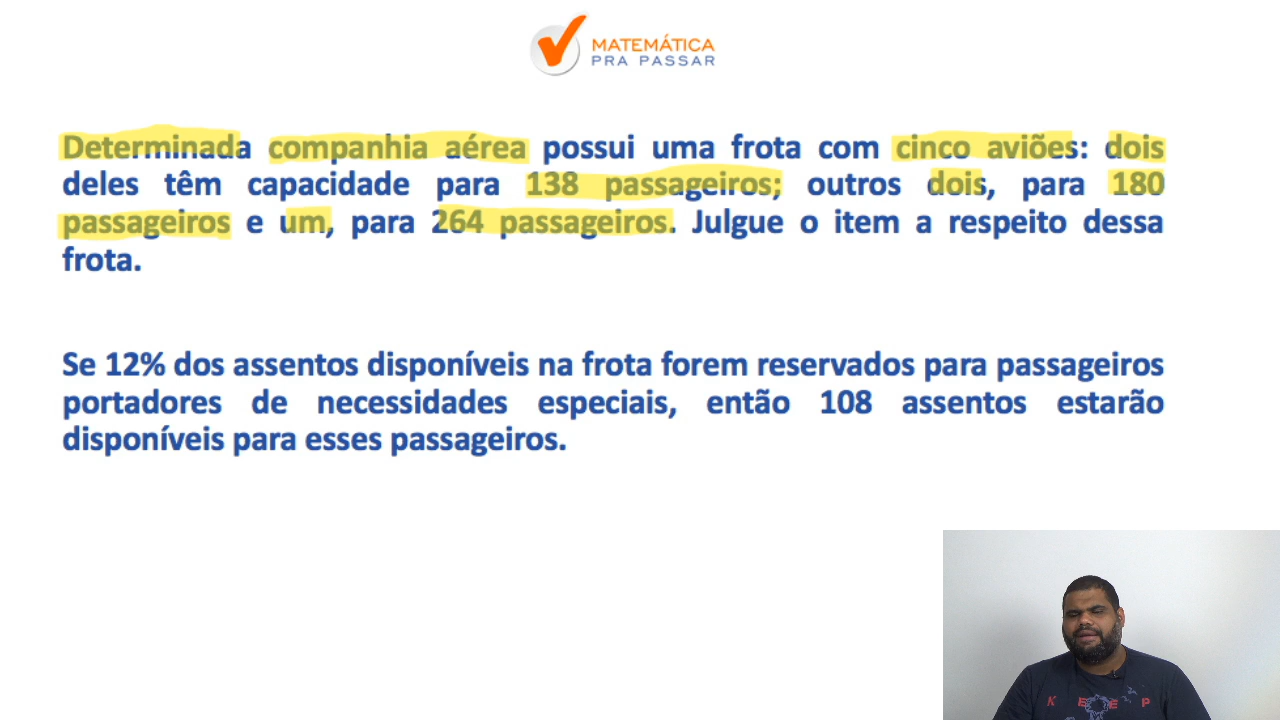 MATEMÁTICA
PRA PASSAR
Determinada companhia aérea possui uma frota com cinco aviões: dois
deles têm capacidade para 138 passageiros; outros dois, para 180
passageiros e um, para 264 passageiros. Julgue o item a respeito dessa
frota.
Se 12% dos assentos disponíveis na frota forem reservados para passageiros
portadores de necessidades especiais, então 108 assentos estarão
disponíveis para esses passageiros.
K E E P